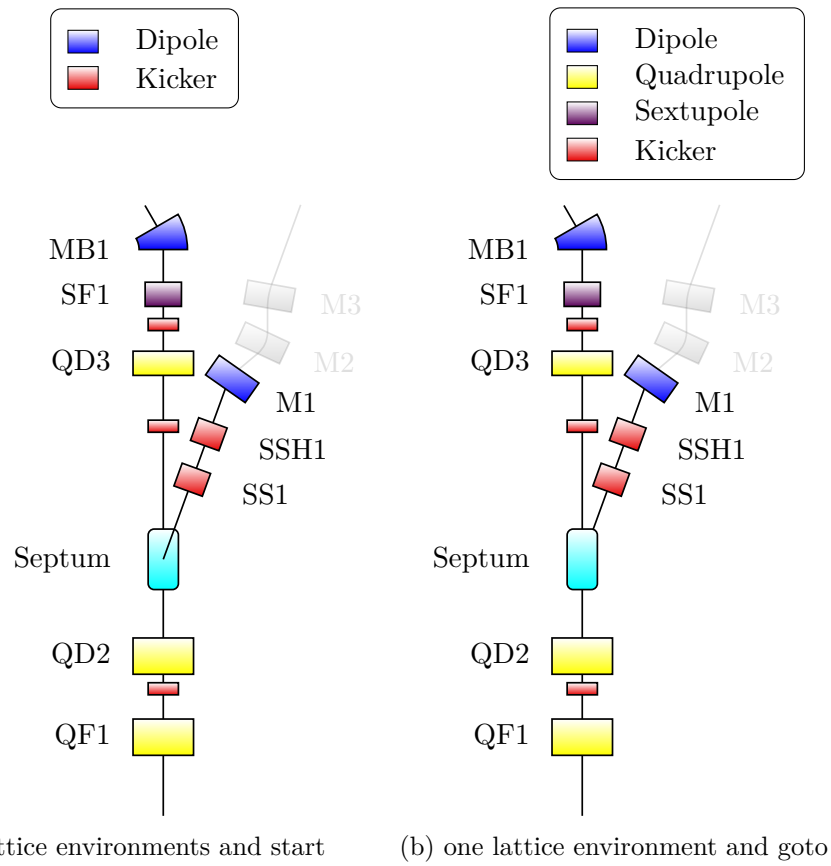 Dipole
Kicker
MB1
SF1
M3
QD3
M2
M1
SSH1
SS1
Septum
QD2
QF1
ttice environments and start
Dipole
Quadrupole
Sextupole
Kicker
MB1
SF1
M3
QD3
M2
M1
SSH1
SS1
Septum
QD2
QF1
(b) one lattice environment and goto